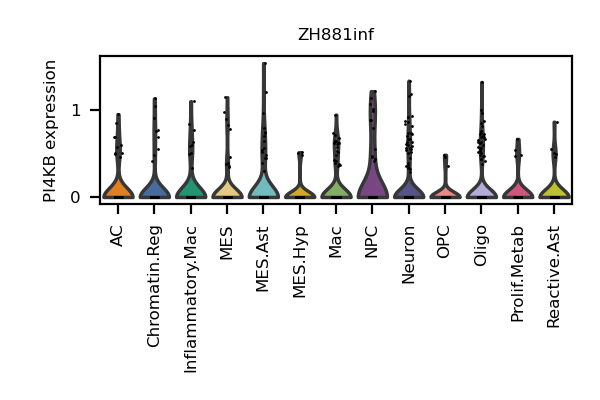 ZH881inf
PI4KB expression
1
0
AC
Chromatin.Reg
Inflammatory.Mac
MES
MES.Ast
MES.Hyp
Mac
NPC
Neuron
OPC
Oligo
Prolif.Metab
Reactive.Ast